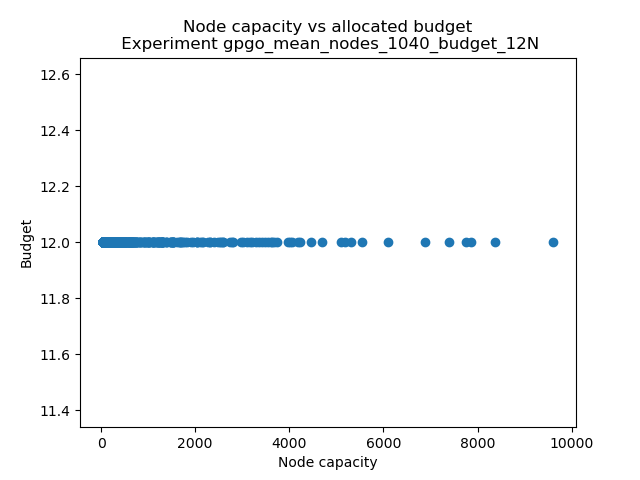 Node capacity vs allocated budget
Experiment gpgo_mean_nodes_1040_budget_12N
12.6
12.4
12.2
12.0
11.8
11.6
11.4
Budget
0 2000 4000 6000 8000 10000
Node capacity